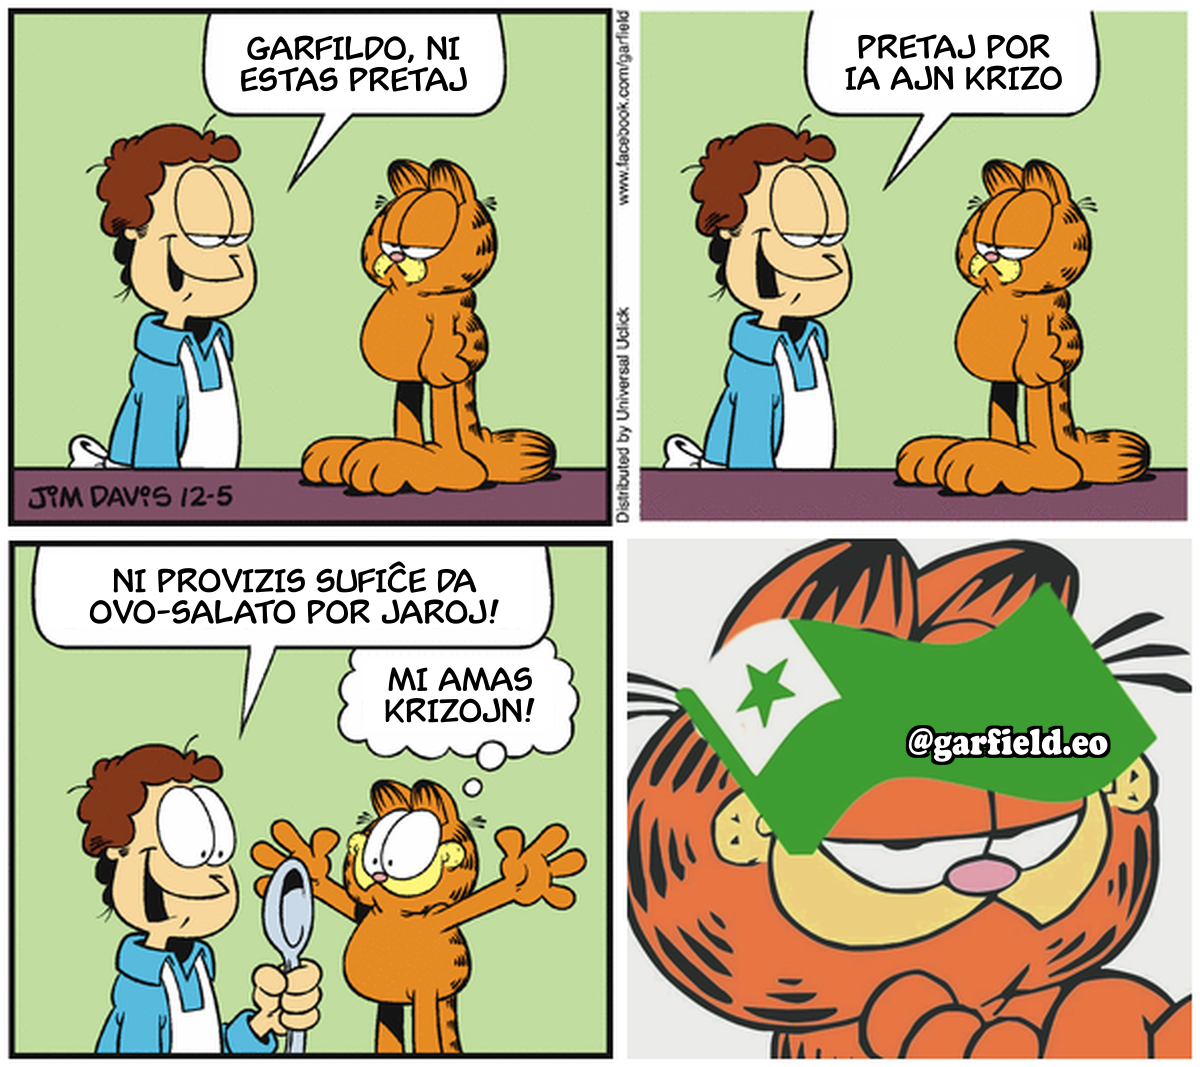 GARFILDO, NI
ESTAS PRETAJ
PRETAJ POR
IA AJN KRIZO
www.facebook.com/garfield
Distributed by Universal Uclick
JiM DAViS 12-5
NI PROVIZIS SUFIĈE DA
OVO-SALATO POR JAROJ!
MI AMAS
KRIZOJN!
@garfield.eo